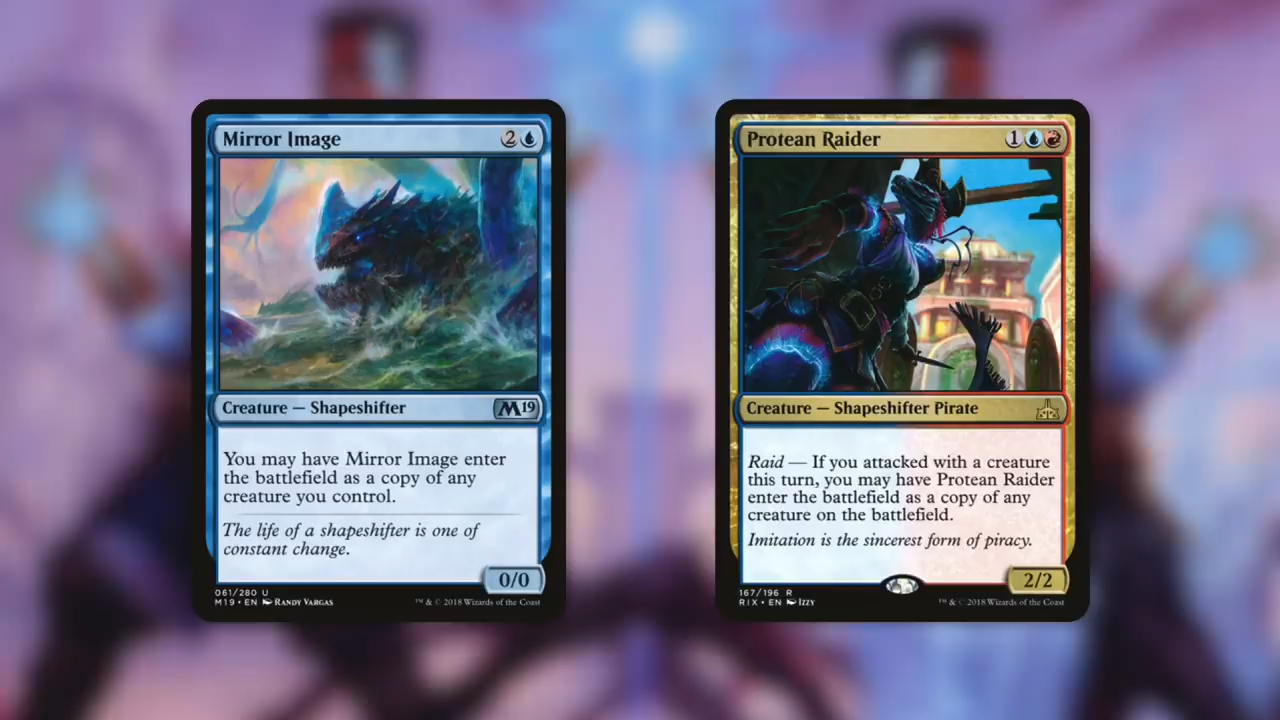 Mirror Image 2
Creature — Shapeshifter M19
You may have Mirror Image enter
the battlefield as a copy of any
creature you control.
The life of a shapeshifter is one of
constant change.
0/0
061/280 U
M19 • EN Randy Vargas ™ & © 2018 Wizards of the Coast
Protean Raider 1
Creature — Shapeshifter Pirate
Raid — If you attacked with a creature
this turn, you may have Protean Raider
enter the battlefield as a copy of any
creature on the battlefield.
Imitation is the sincerest form of piracy.
2/2
167/196 R
RIX • EN Izzy ™ & © 2018 Wizards of the Coast